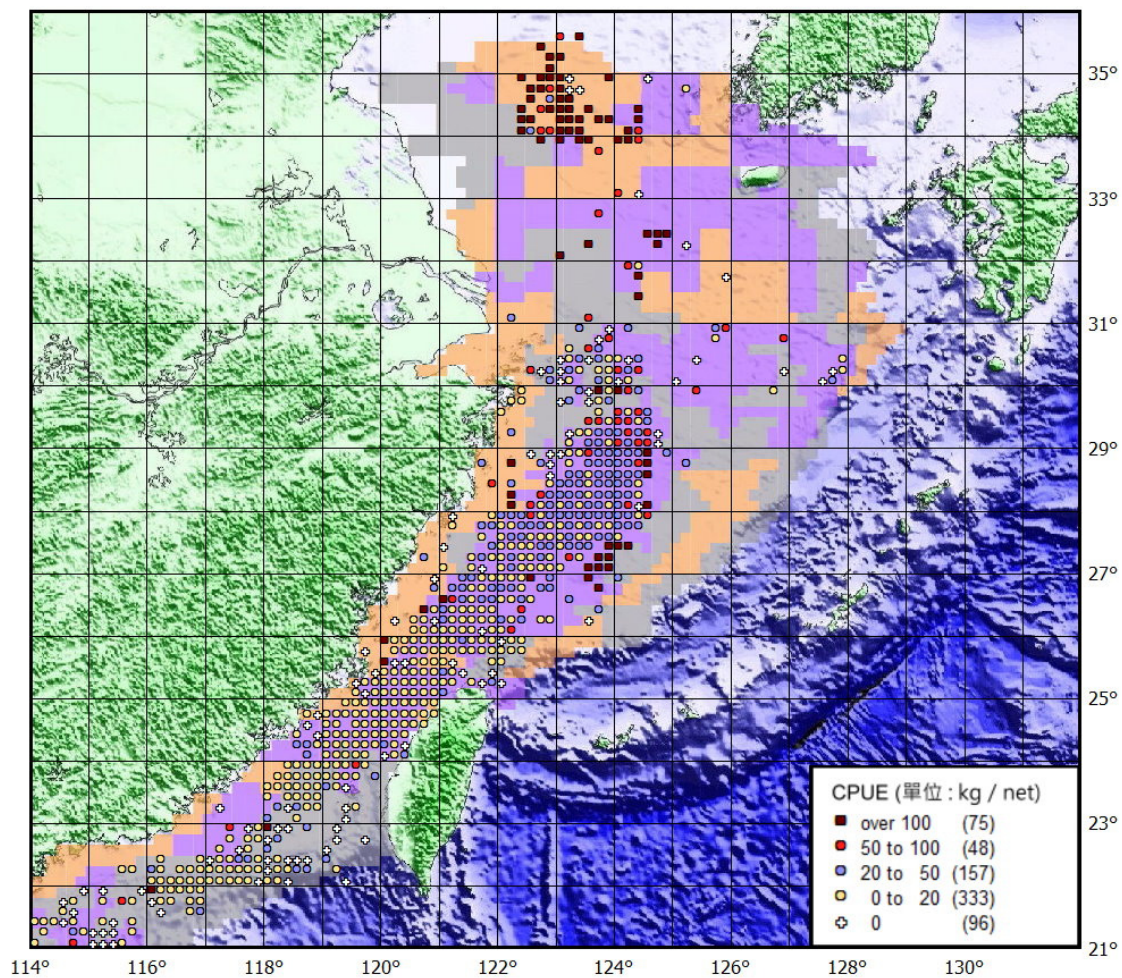 35°
33°
31°
29°
27°
25°
CPUE (單位 : kg / net)
over 100 (75)
50 to 100 (48)
20 to 50 (157)
0 to 20 (333)
0 (96)
23°
21°
114° 116° 118° 120° 122° 124° 126° 128° 130°